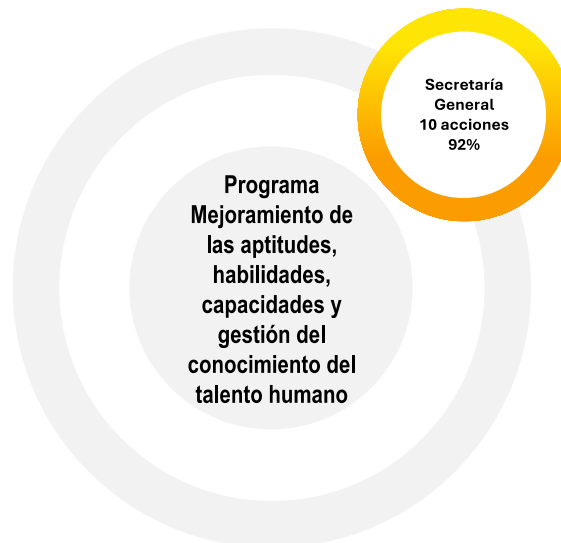 Secretaría
General
10 acciones
92%
Programa
Mejoramiento de
las aptitudes,
habilidades,
capacidades y
gestión del
conocimiento del
talento humano